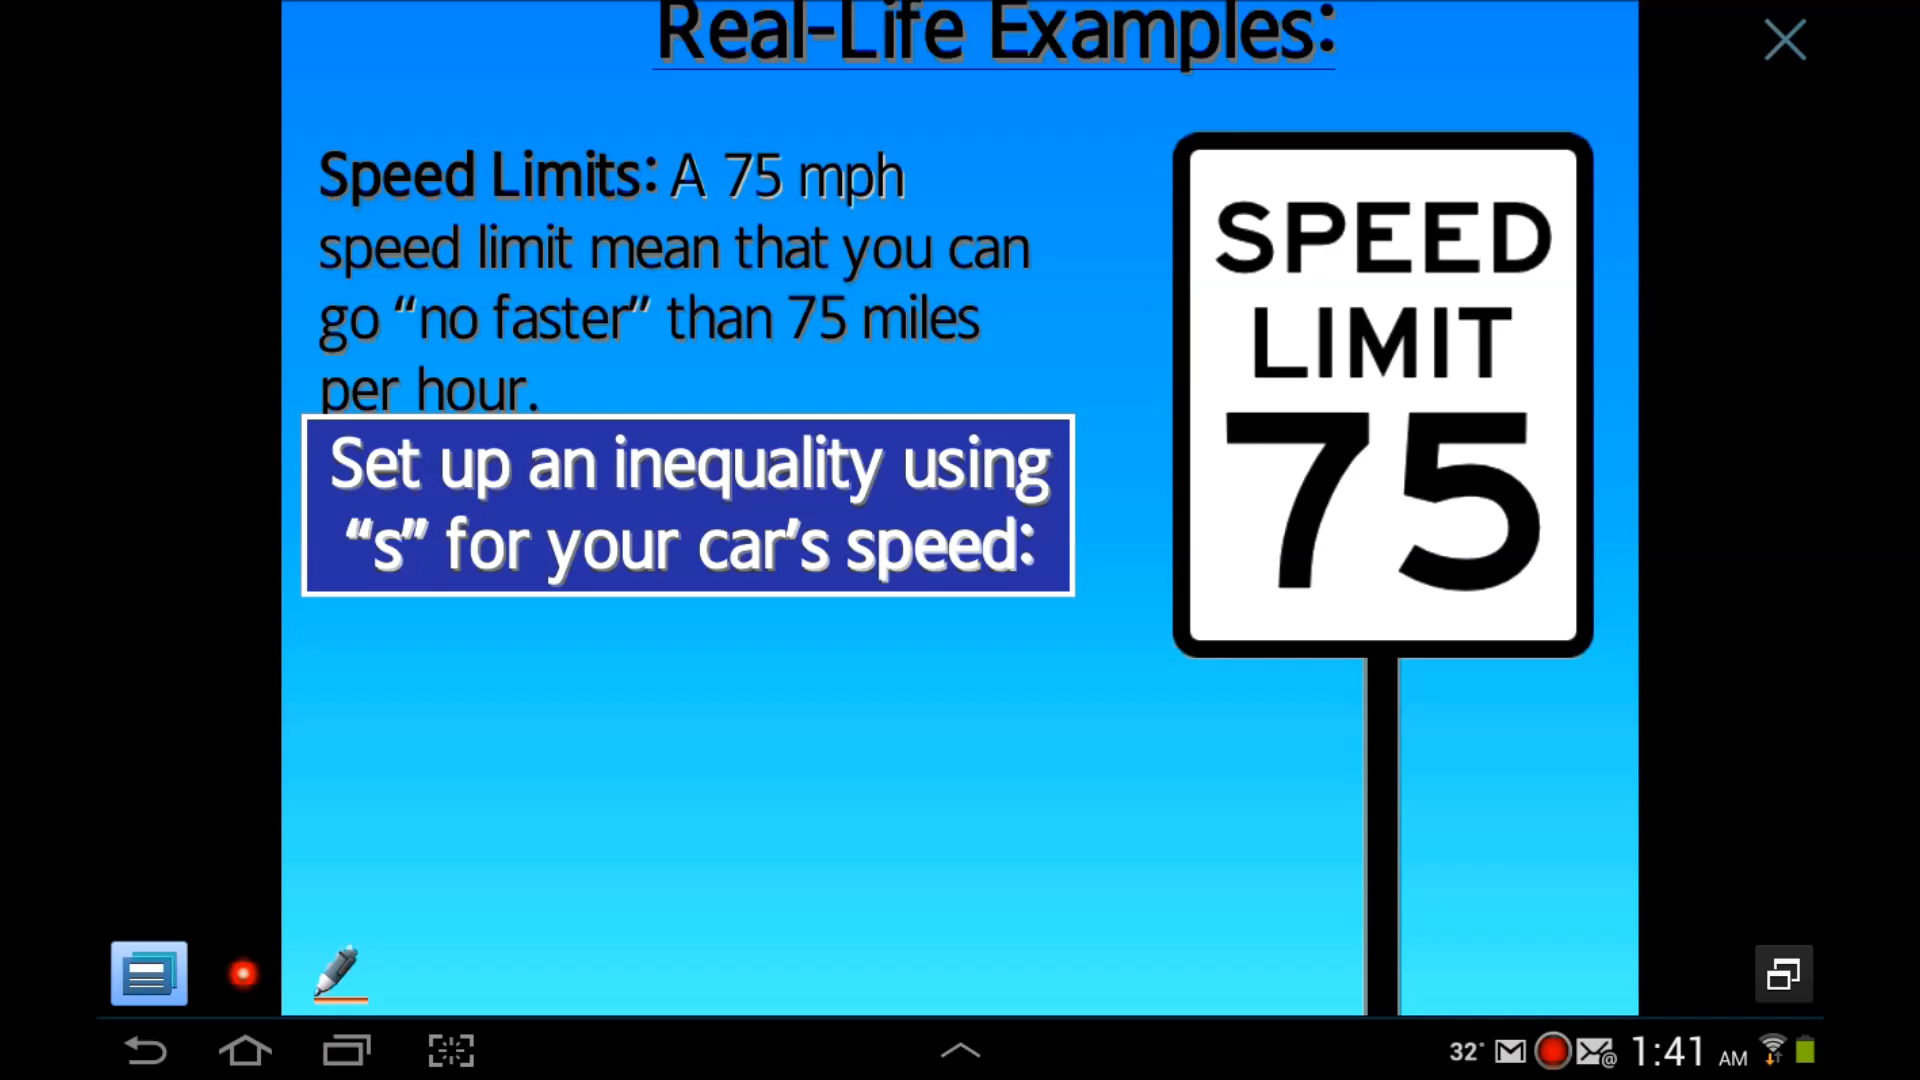 Real-Life Examples:
Speed Limits: A 75 mph
speed limit mean that you can
go “no faster” than 75 miles
per hour.
Set up an inequality using
“s” for your car’s speed:
SPEED
LIMIT
75
32°
1:41 AM